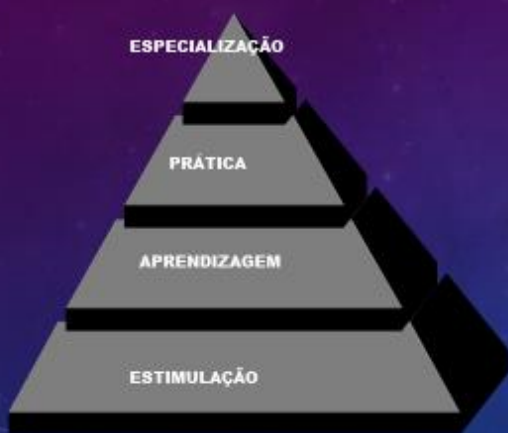 ESPECIALIZAÇÃO
PRÁTICA
APRENDIZAGEM
ESTIMULAÇÃO